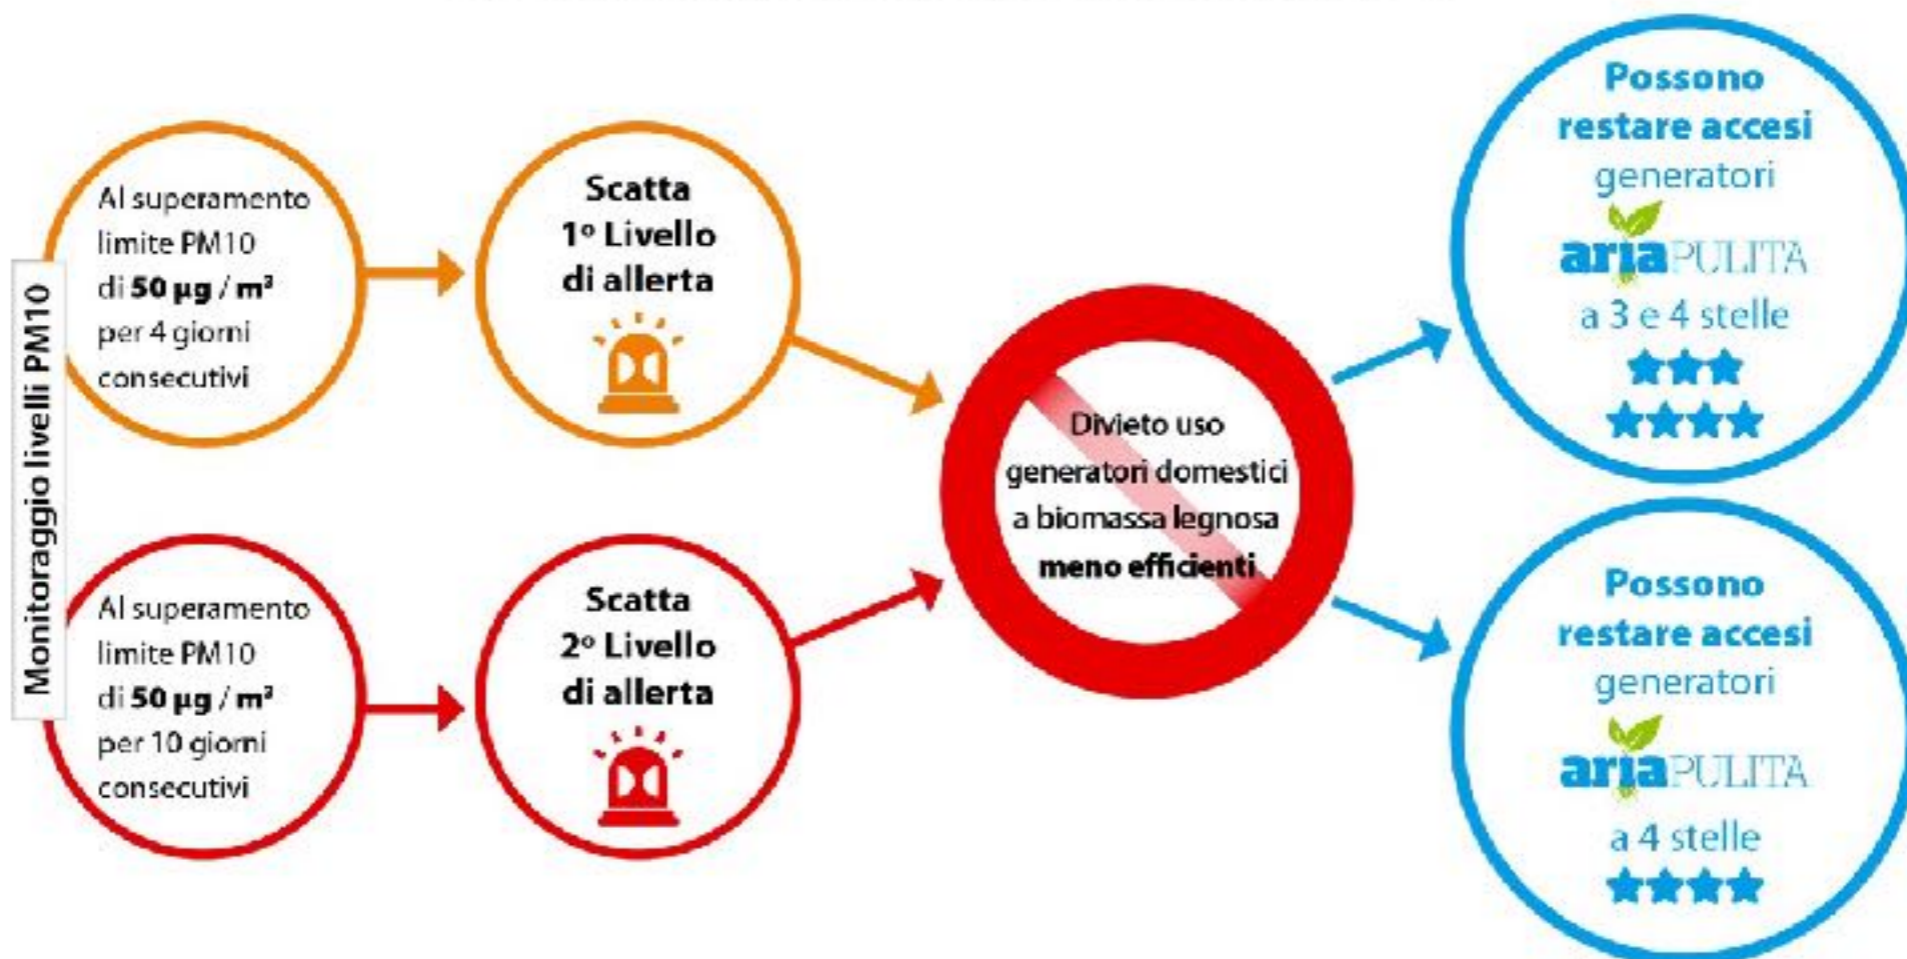 Monitoraggio livelli PM10
Al superamento
limite PM10
di 50 µg / m³
per 4 giorni
consecutivi
Scatta
1º Livello
di allerta
Al superamento
limite PM10
di 50 µg / m³
per 10 giorni
consecutivi
Scatta
2º Livello
di allerta
Divieto uso
generatori domestici
a biomassa legnosa
meno efficienti
Possono
restare accesi
generatori
ariaPULITA
a 3 e 4 stelle
Possono
restare accesi
generatori
ariaPULITA
a 4 stelle